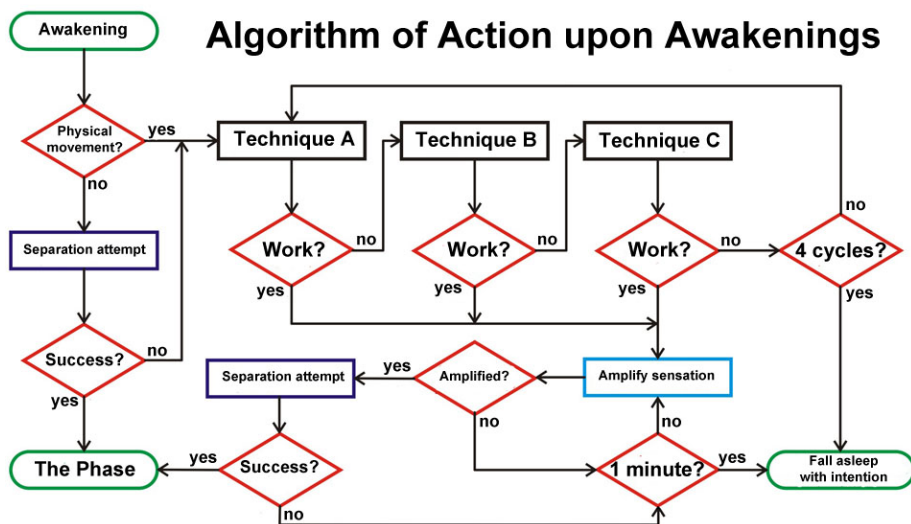 Awakening
Algorithm of Action upon Awakenings
Physical
movement?
yes
no
Technique A
Technique B
Technique C
no
Separation attempt
Work?
no
yes
Work?
no
yes
Work?
no
yes
4 cycles?
yes
Success?
no
yes
Separation attempt
yes
Amplified?
no
Amplify sensation
no
The Phase
yes
Success?
no
1 minute?
yes
Fall asleep
with intention